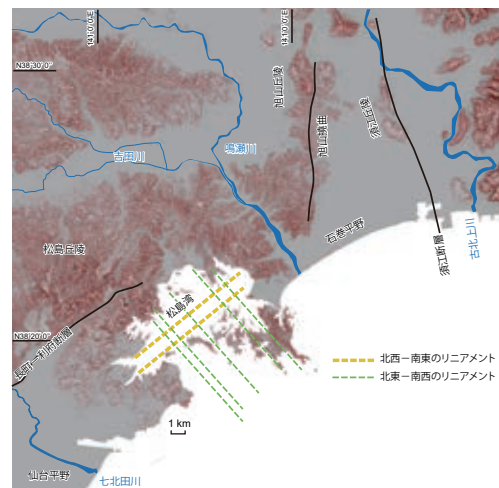 141°0′0″E
141°10′0″E
N38°30′0″
旭山丘陵
旭山撓曲
須江丘陵
吉田川
鳴瀬川
石巻平野
須江断層
旧北上川
松島丘陵
松島湾
長町－利府断層
N38°20′0″
北西－南東のリニアメント
北東－南西のリニアメント
1 km
仙台平野
七北田川